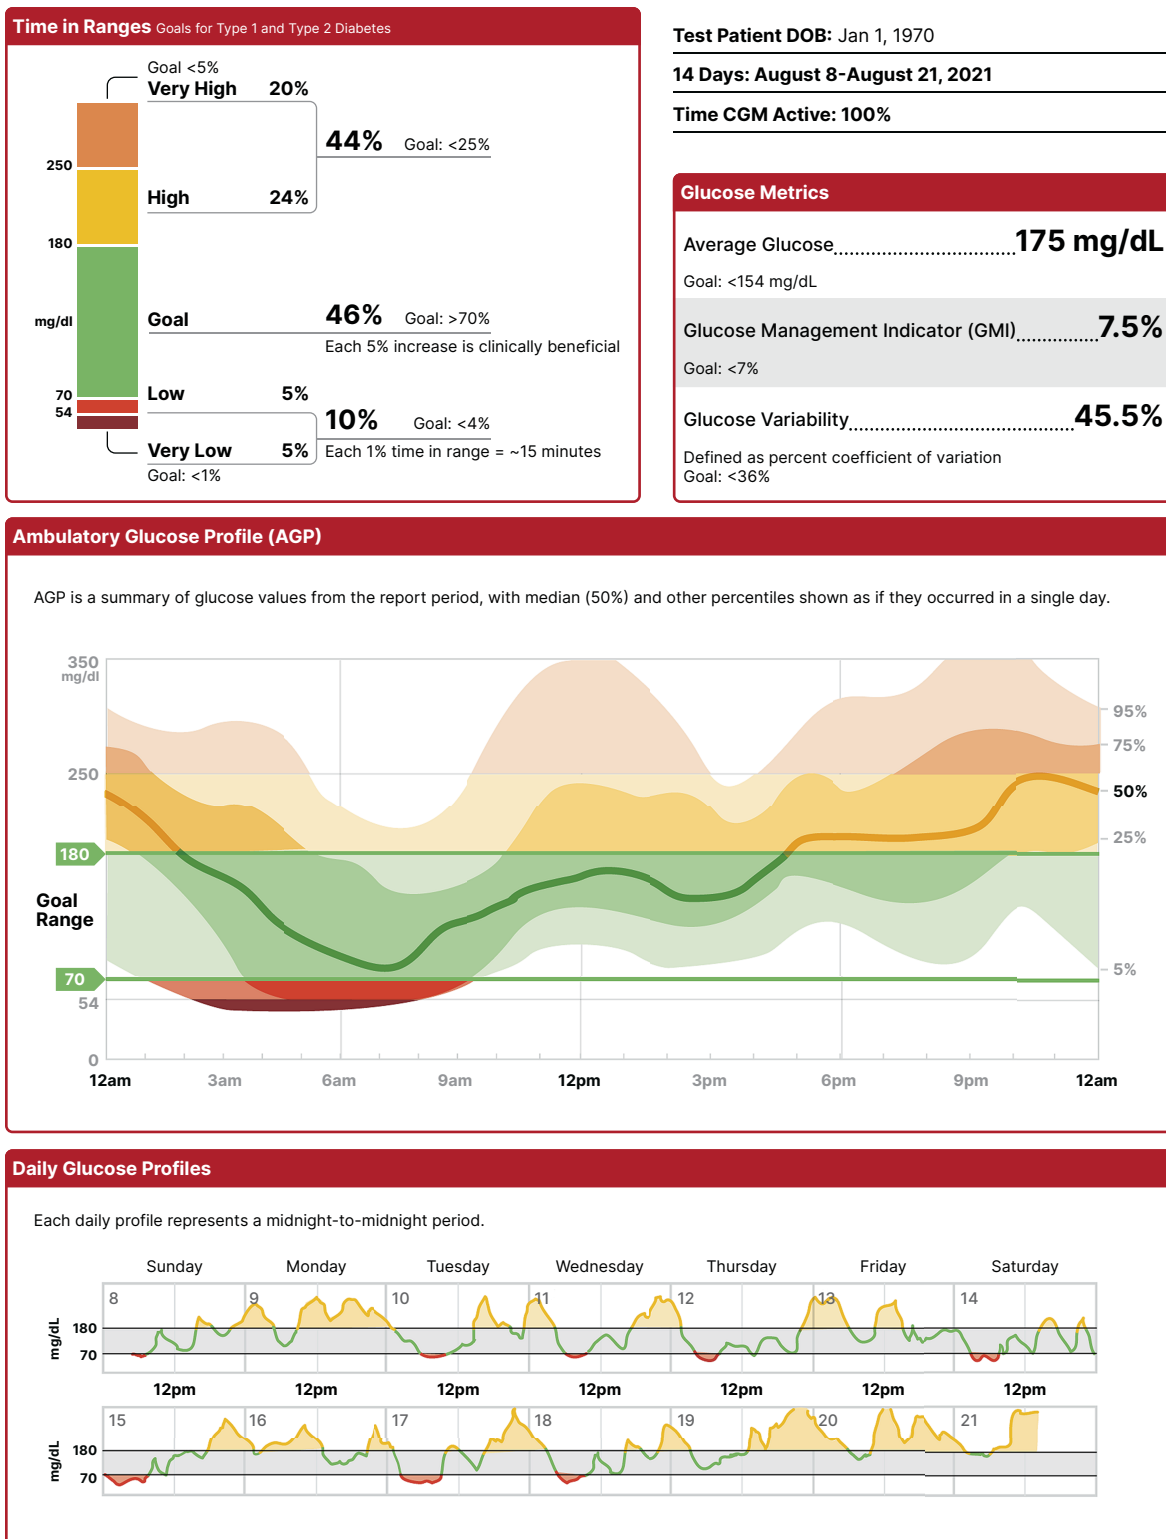 Time in Ranges Goals for Type 1 and Type 2 Diabetes
Goal <5%
Very High 20%
44% Goal: <25%
250
High 24%
180
mg/dl
Goal 46% Goal: >70%
Each 5% increase is clinically beneficial
70
Low 5%
54
10% Goal: <4%
Very Low 5% Each 1% time in range = ~15 minutes
Goal: <1%
Test Patient DOB: Jan 1, 1970
14 Days: August 8-August 21, 2021
Time CGM Active: 100%
Glucose Metrics
Average Glucose 175 mg/dL
Goal: <154 mg/dL
Glucose Management Indicator (GMI) 7.5%
Goal: <7%
Glucose Variability 45.5%
Defined as percent coefficient of variation
Goal: <36%
Ambulatory Glucose Profile (AGP)
AGP is a summary of glucose values from the report period, with median (50%) and other percentiles shown as if they occurred in a single day.
350
mg/dl
95%
75%
250
50%
25%
180
Goal
Range
70
5%
54
0
12am 3am 6am 9am 12pm 3pm 6pm 9pm 12am
Daily Glucose Profiles
Each daily profile represents a midnight-to-midnight period.
Sunday Monday Tuesday Wednesday Thursday Friday Saturday
8 9 10 11 12 13 14
mg/dL
180
70
12pm 12pm 12pm 12pm 12pm 12pm 12pm
15 16 17 18 19 20 21
mg/dL
180
70